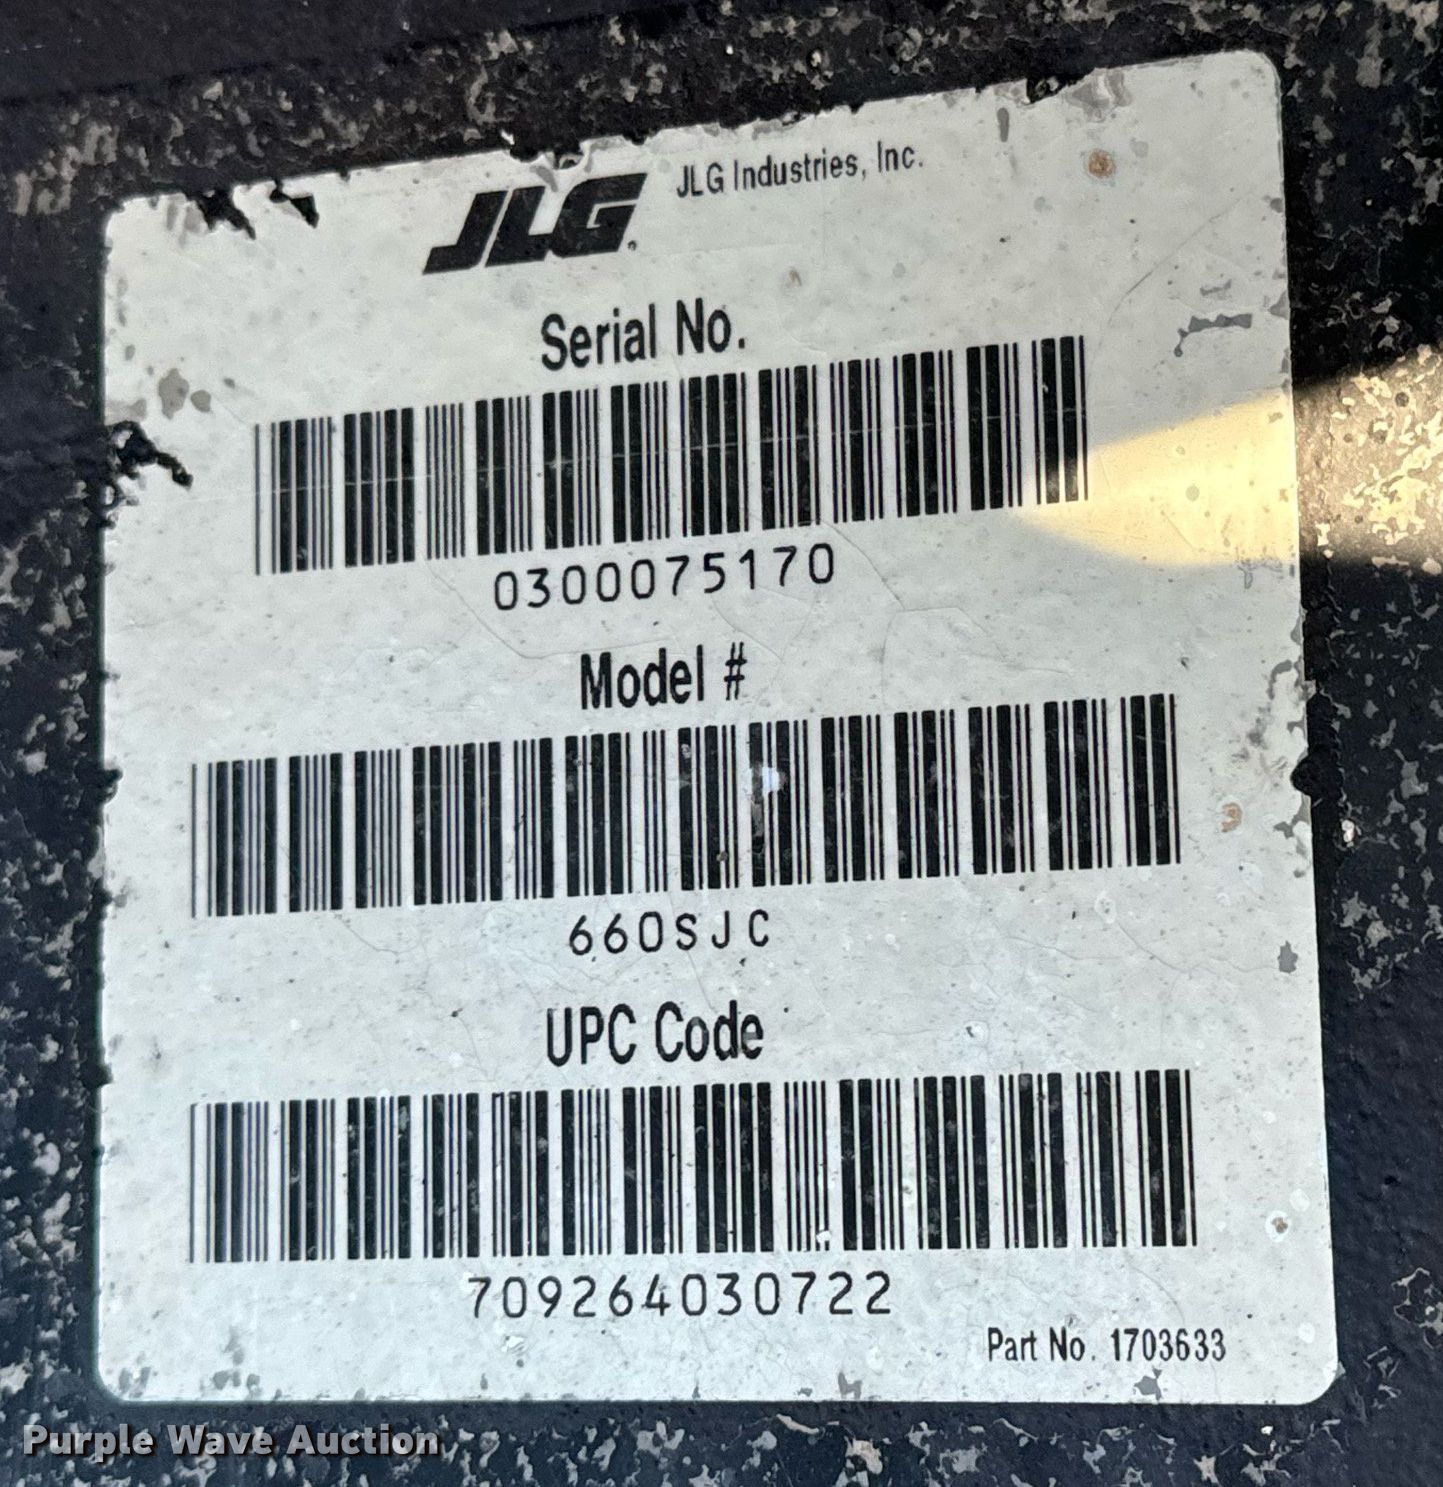 JLG JLG Industries, Inc.
Serial No.
0300075170
Model #
660SJC
UPC Code
709264030722
Part No. 1703633
Purple Wave Auction